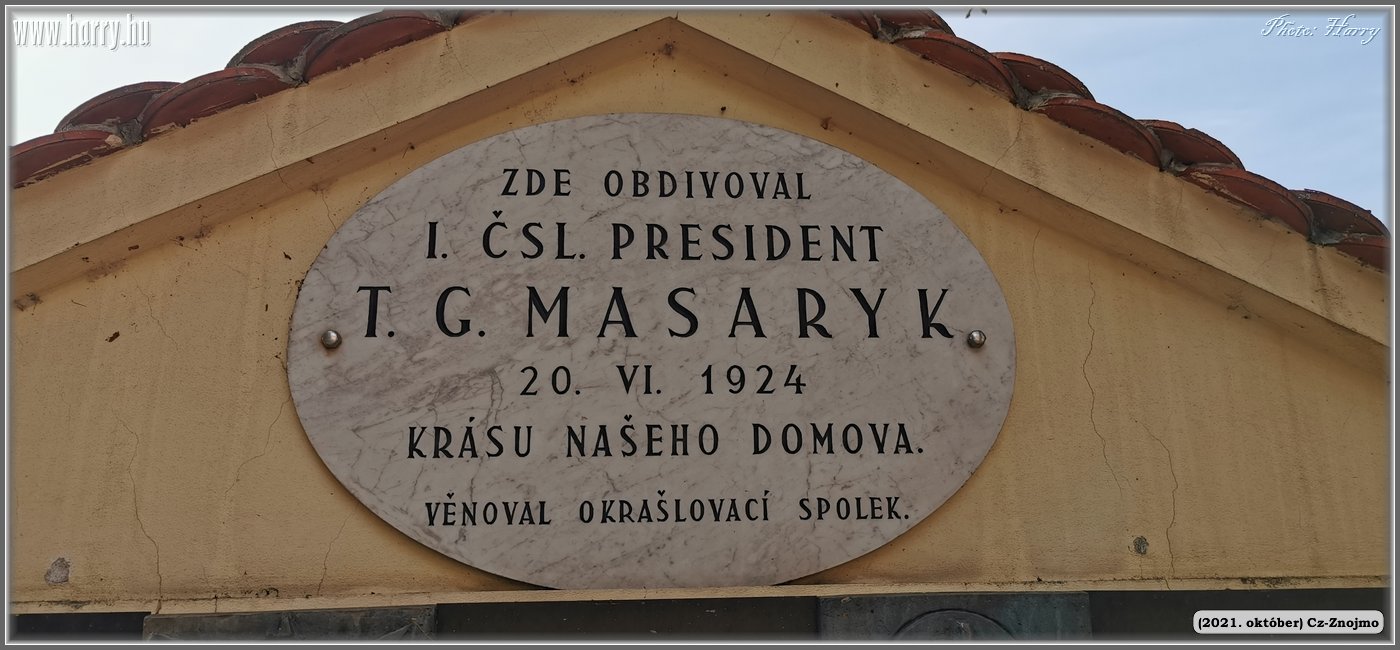 www.harry.hu
Photo: Harry
ZDE OBDIVOVAL
I. ČSL. PRESIDENT
T. G. MASARYK
20. VI. 1924
KRÁSU NAŠEHO DOMOVA.
VĚNOVAL OKRAŠLOVACÍ SPOLEK.
(2021. október) Cz-Znojmo